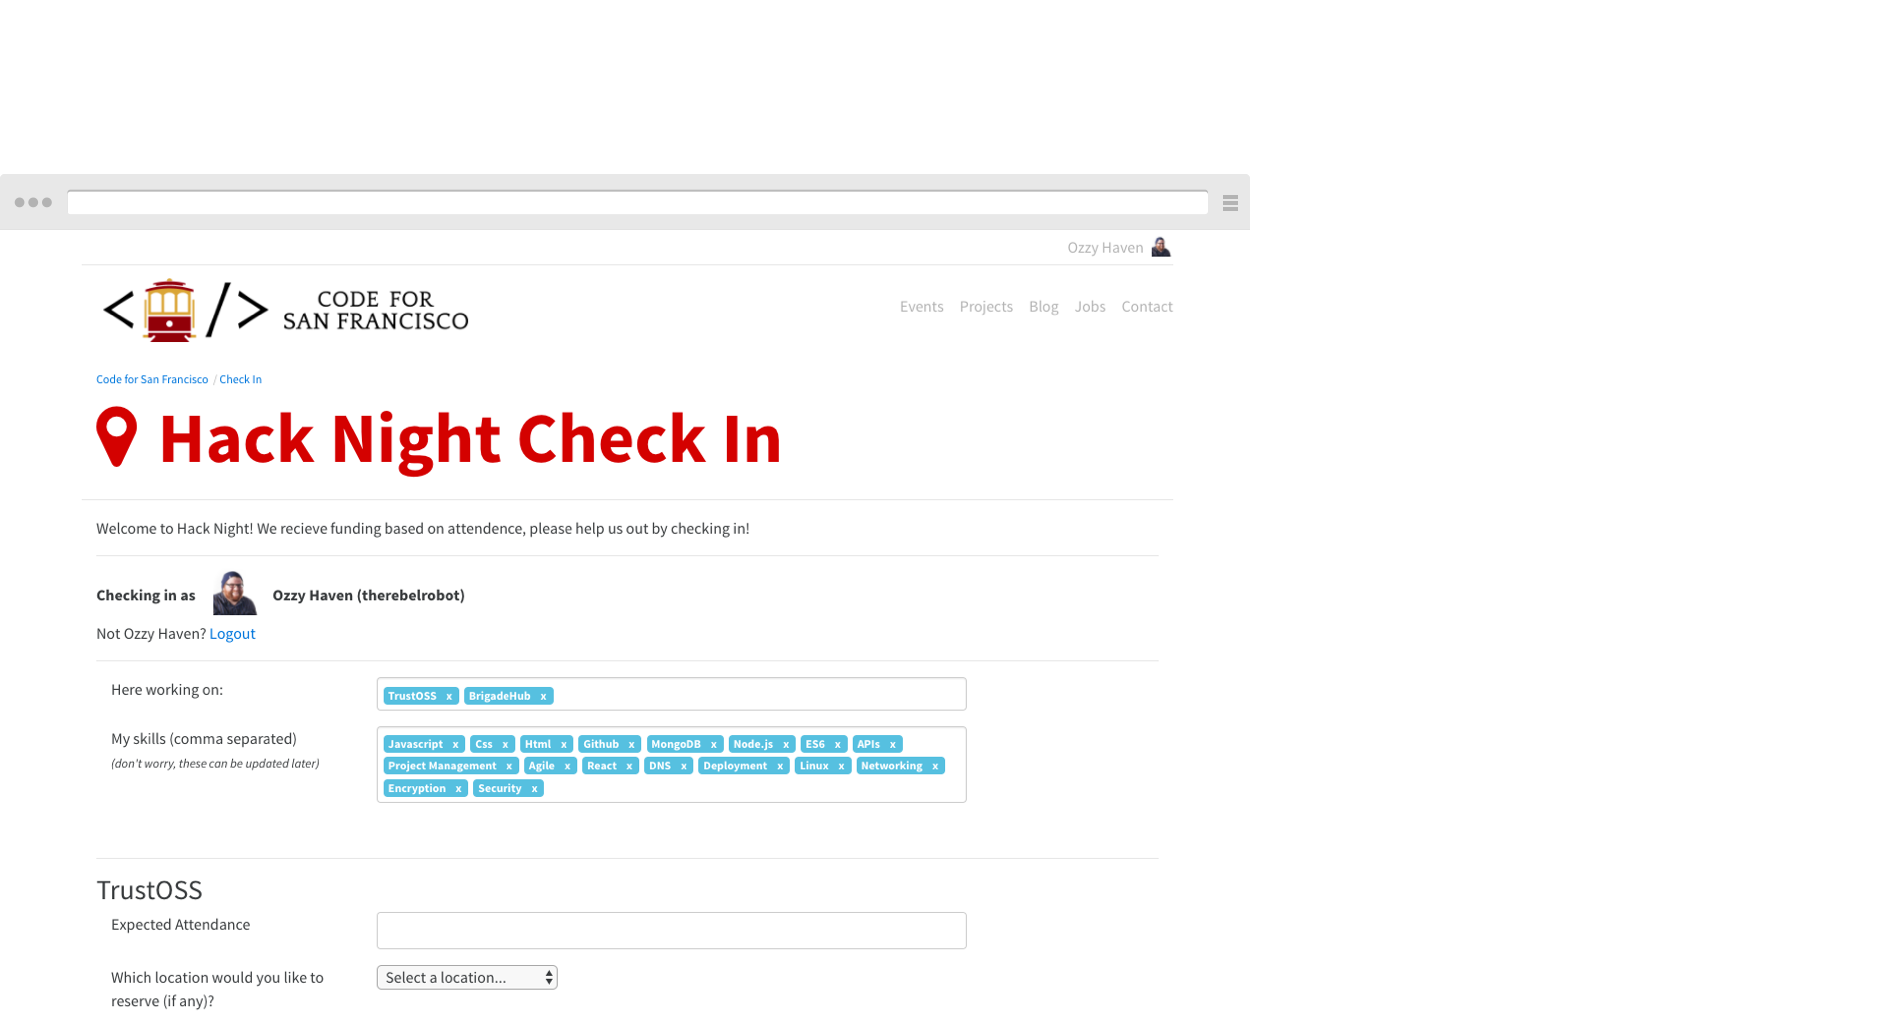 Ozzy Haven
CODE FOR
SAN FRANCISCO
Events Projects Blog Jobs Contact
Code for San Francisco / Check In
Hack Night Check In
Welcome to Hack Night! We recieve funding based on attendence, please help us out by checking in!
Checking in as Ozzy Haven (therebelrobot)
Not Ozzy Haven? Logout
Here working on: TrustOSS x BrigadeHub x
My skills (comma separated)
(don't worry, these can be updated later)
Javascript x Css x Html x Github x MongoDB x Node.js x ES6 x APIs x
Project Management x Agile x React x DNS x Deployment x Linux x Networking x
Encryption x Security x
TrustOSS
Expected Attendance
Which location would you like to
reserve (if any)?
Select a location...